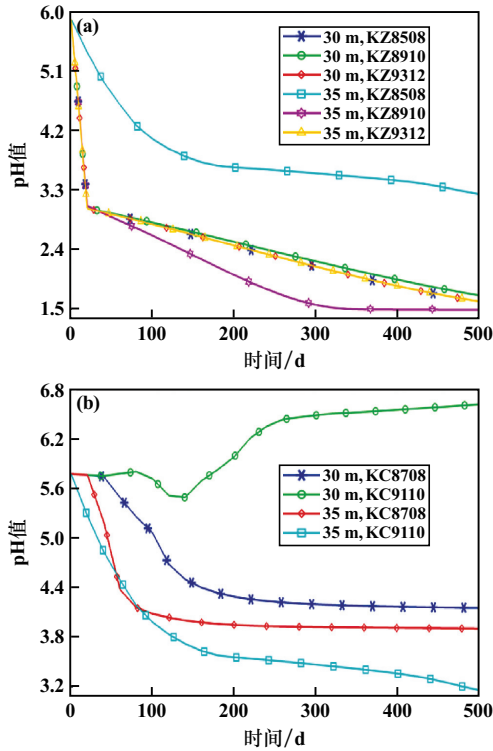 (a)
6.0
5.1
4.2
3.3
2.4
1.5
pH值
30 m, KZ8508
30 m, KZ8910
30 m, KZ9312
35 m, KZ8508
35 m, KZ8910
35 m, KZ9312
0 100 200 300 400 500
时间/d
(b)
6.8
6.2
5.6
5.0
4.4
3.8
3.2
pH值
30 m, KC8708
30 m, KC9110
35 m, KC8708
35 m, KC9110
0 100 200 300 400 500
时间/d